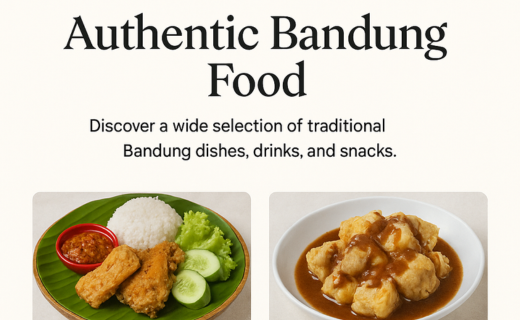 Authentic Bandung
Food
Discover a wide selection of traditional
Bandung dishes, drinks, and snacks.